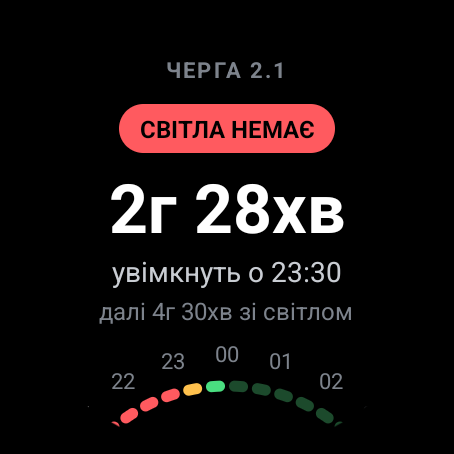 ЧЕРГА 2.1
СВІТЛА НЕМАЄ
2г 28хв
увімкнуть о 23:30
далі 4г 30хв зі світлом
22 23 00 01 02